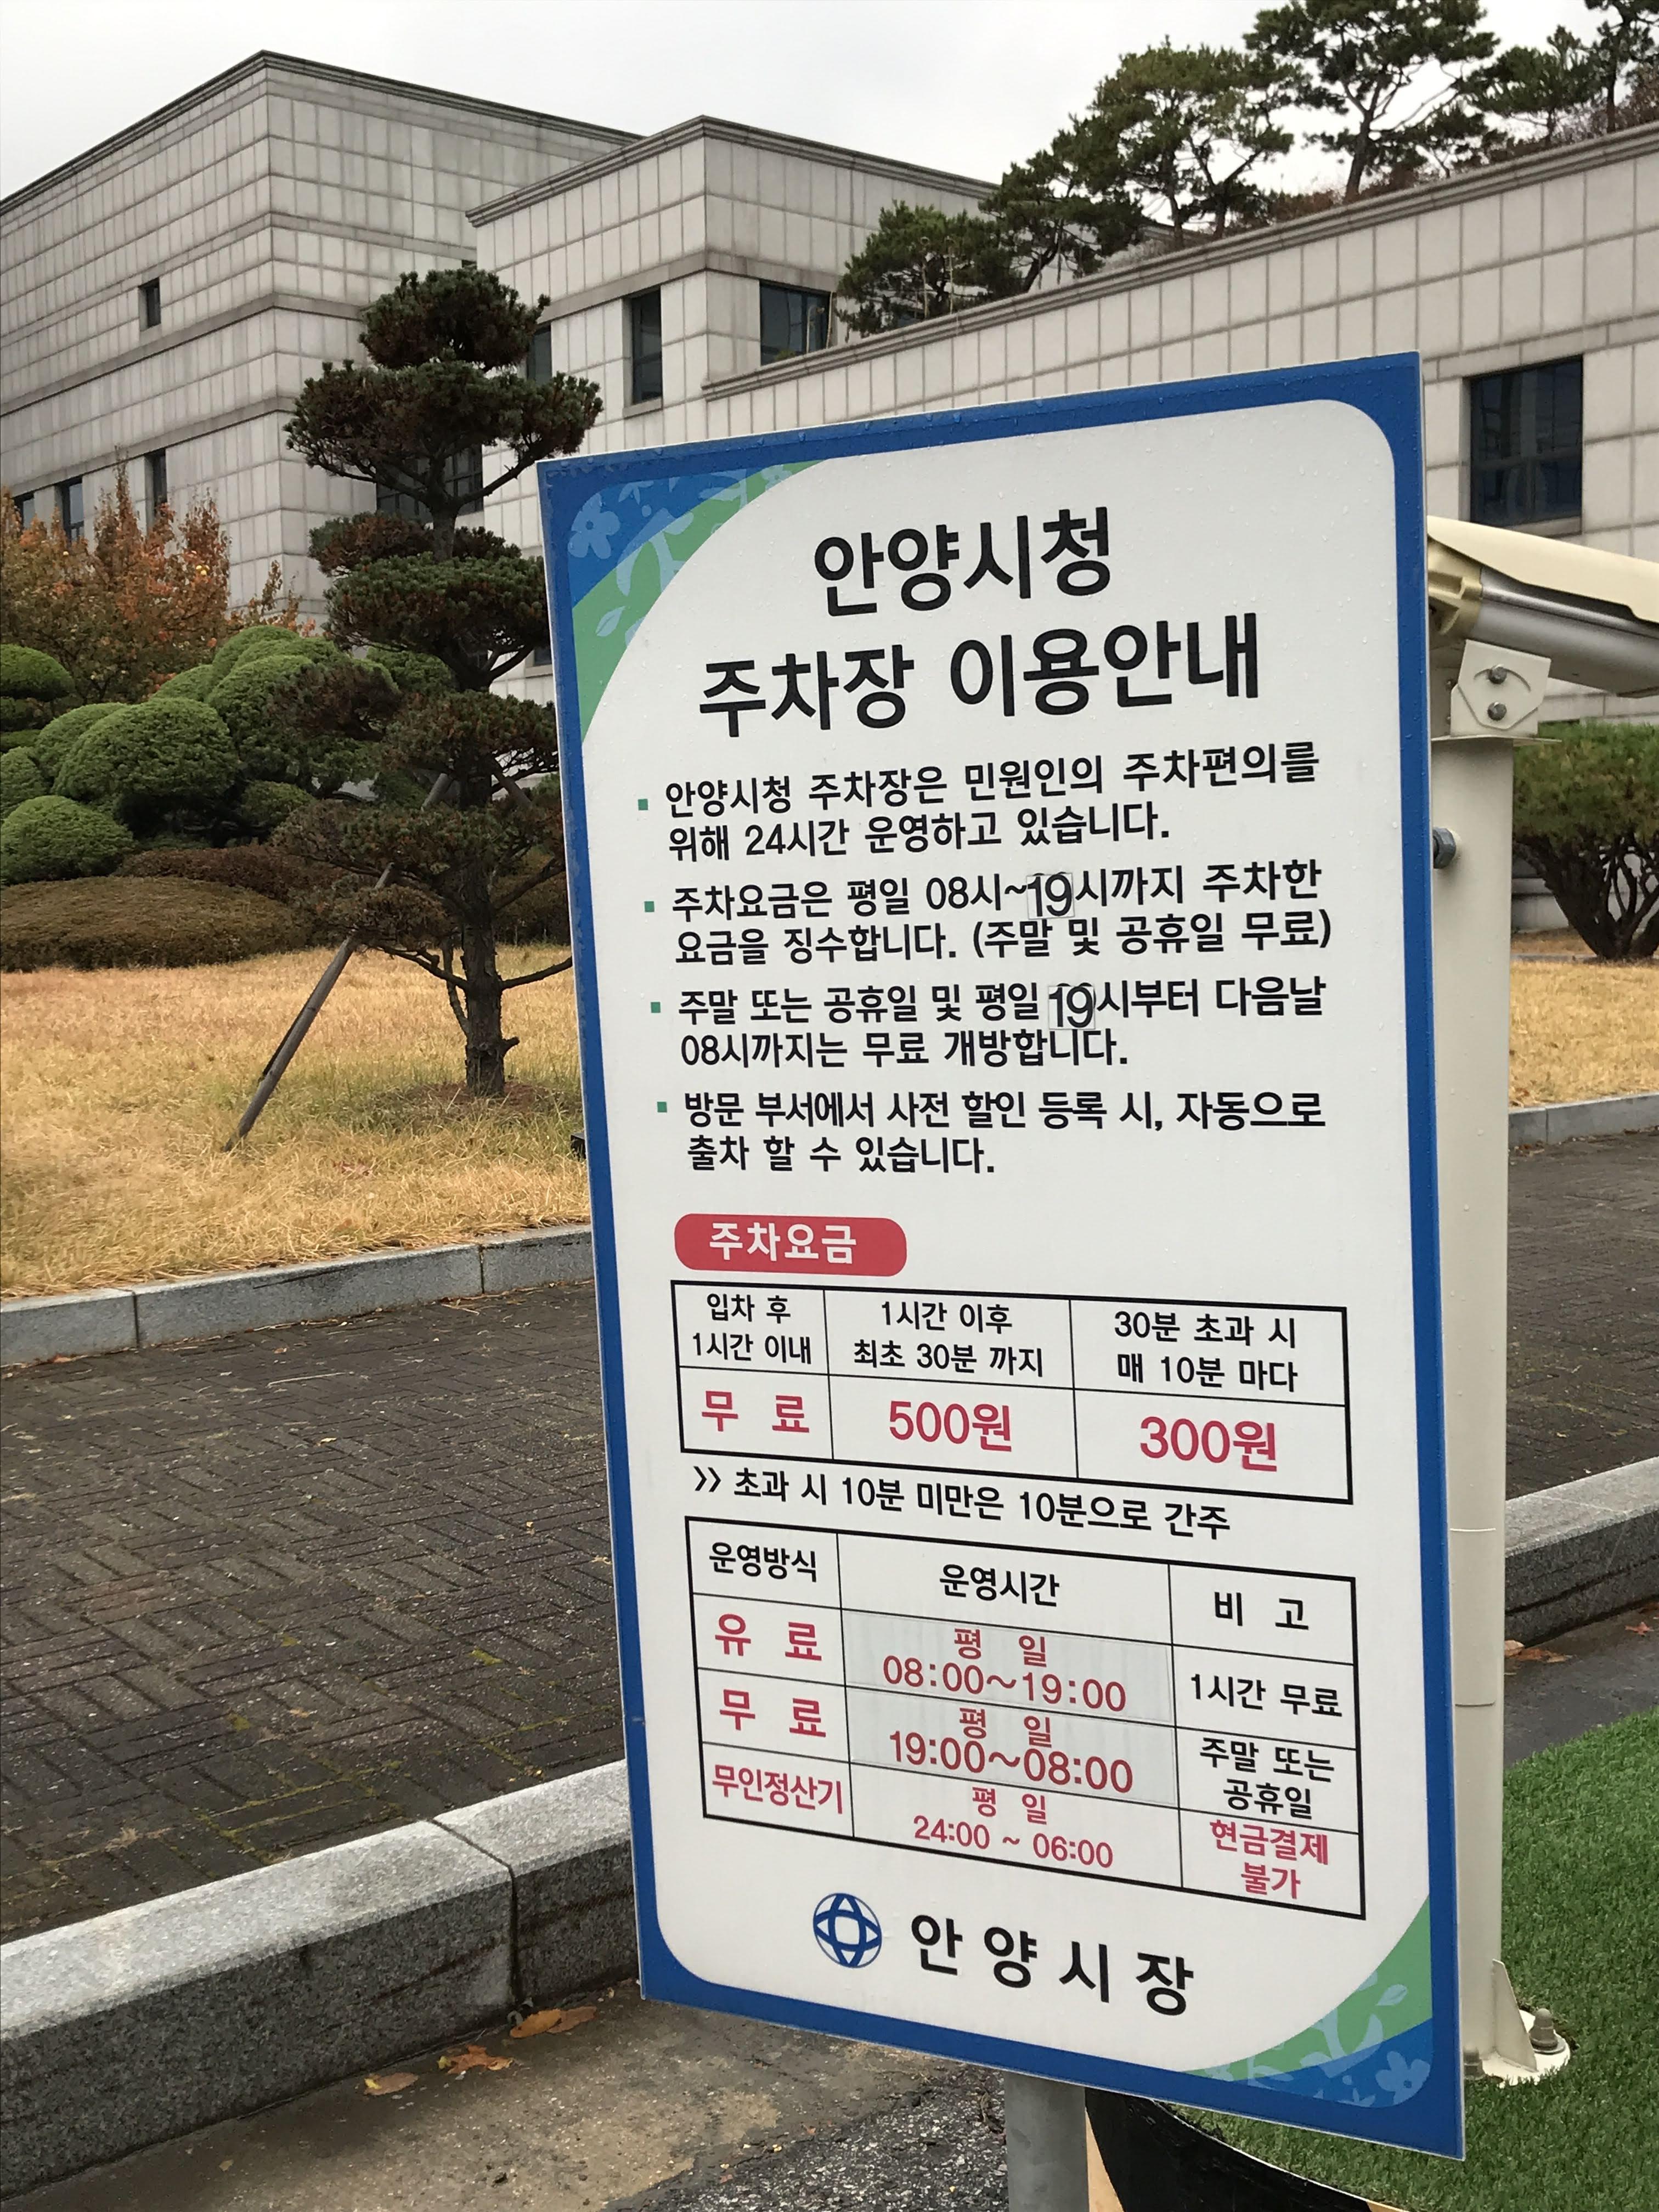 안양시청
주차장 이용안내
▪ 안양시청 주차장은 민원인의 주차편의를
위해 24시간 운영하고 있습니다.
▪ 주차요금은 평일 08시~19시까지 주차한
요금을 징수합니다. (주말 및 공휴일 무료)
▪ 주말 또는 공휴일 및 평일 19시부터 다음날
08시까지는 무료 개방합니다.
▪ 방문 부서에서 사전 할인 등록 시, 자동으로
출차 할 수 있습니다.
주차요금
입차 후 1시간 이내 1시간 이후 최초 30분 까지 30분 초과 시 매 10분 마다
무 료 500원 300원
>> 초과 시 10분 미만은 10분으로 간주
운영방식 운영시간 비 고
유 료 평 일 08:00~19:00 1시간 무료
무 료 평 일 19:00~08:00 주말 또는 공휴일
무인정산기 평 일 24:00 ~ 06:00 현금결제 불가
안양시장